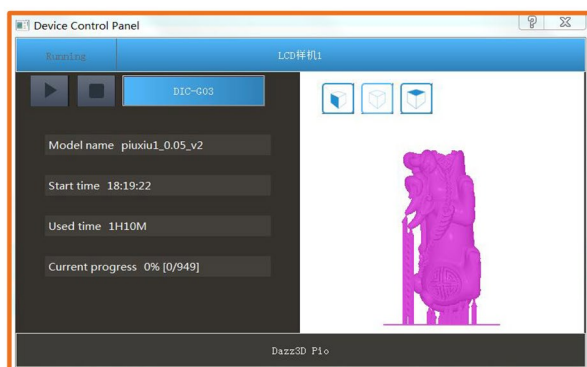 Device Control Panel
Running
LCD样机1
DIC-G03
Model name piuxiu1_0.05_v2
Start time 18:19:22
Used time 1H10M
Current progress 0% [0/949]
Dazz3D Pio